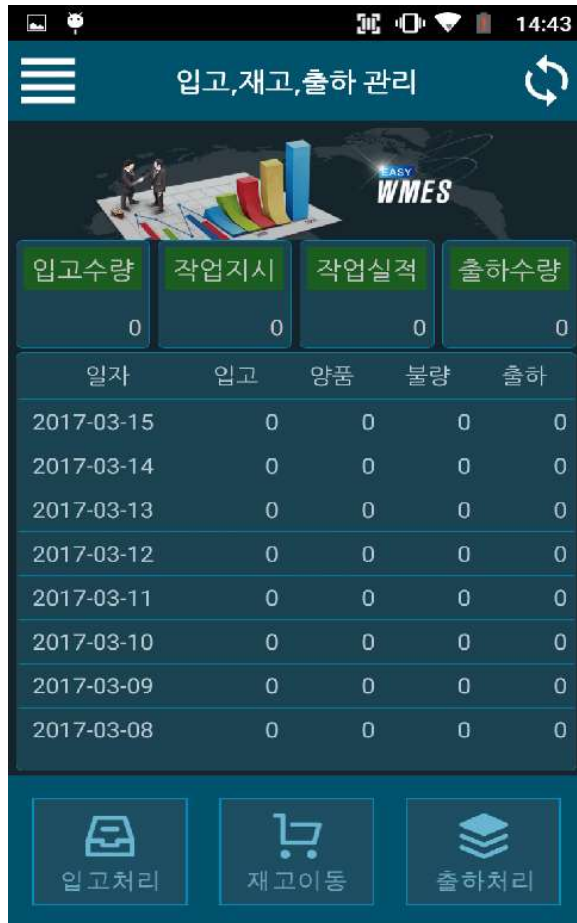 14:43
입고,재고,출하 관리
EASY
WMES
입고수량 작업지시 작업실적 출하수량
0 0 0 0
일자 입고 양품 불량 출하
2017-03-15 0 0 0 0
2017-03-14 0 0 0 0
2017-03-13 0 0 0 0
2017-03-12 0 0 0 0
2017-03-11 0 0 0 0
2017-03-10 0 0 0 0
2017-03-09 0 0 0 0
2017-03-08 0 0 0 0
입고처리 재고이동 출하처리